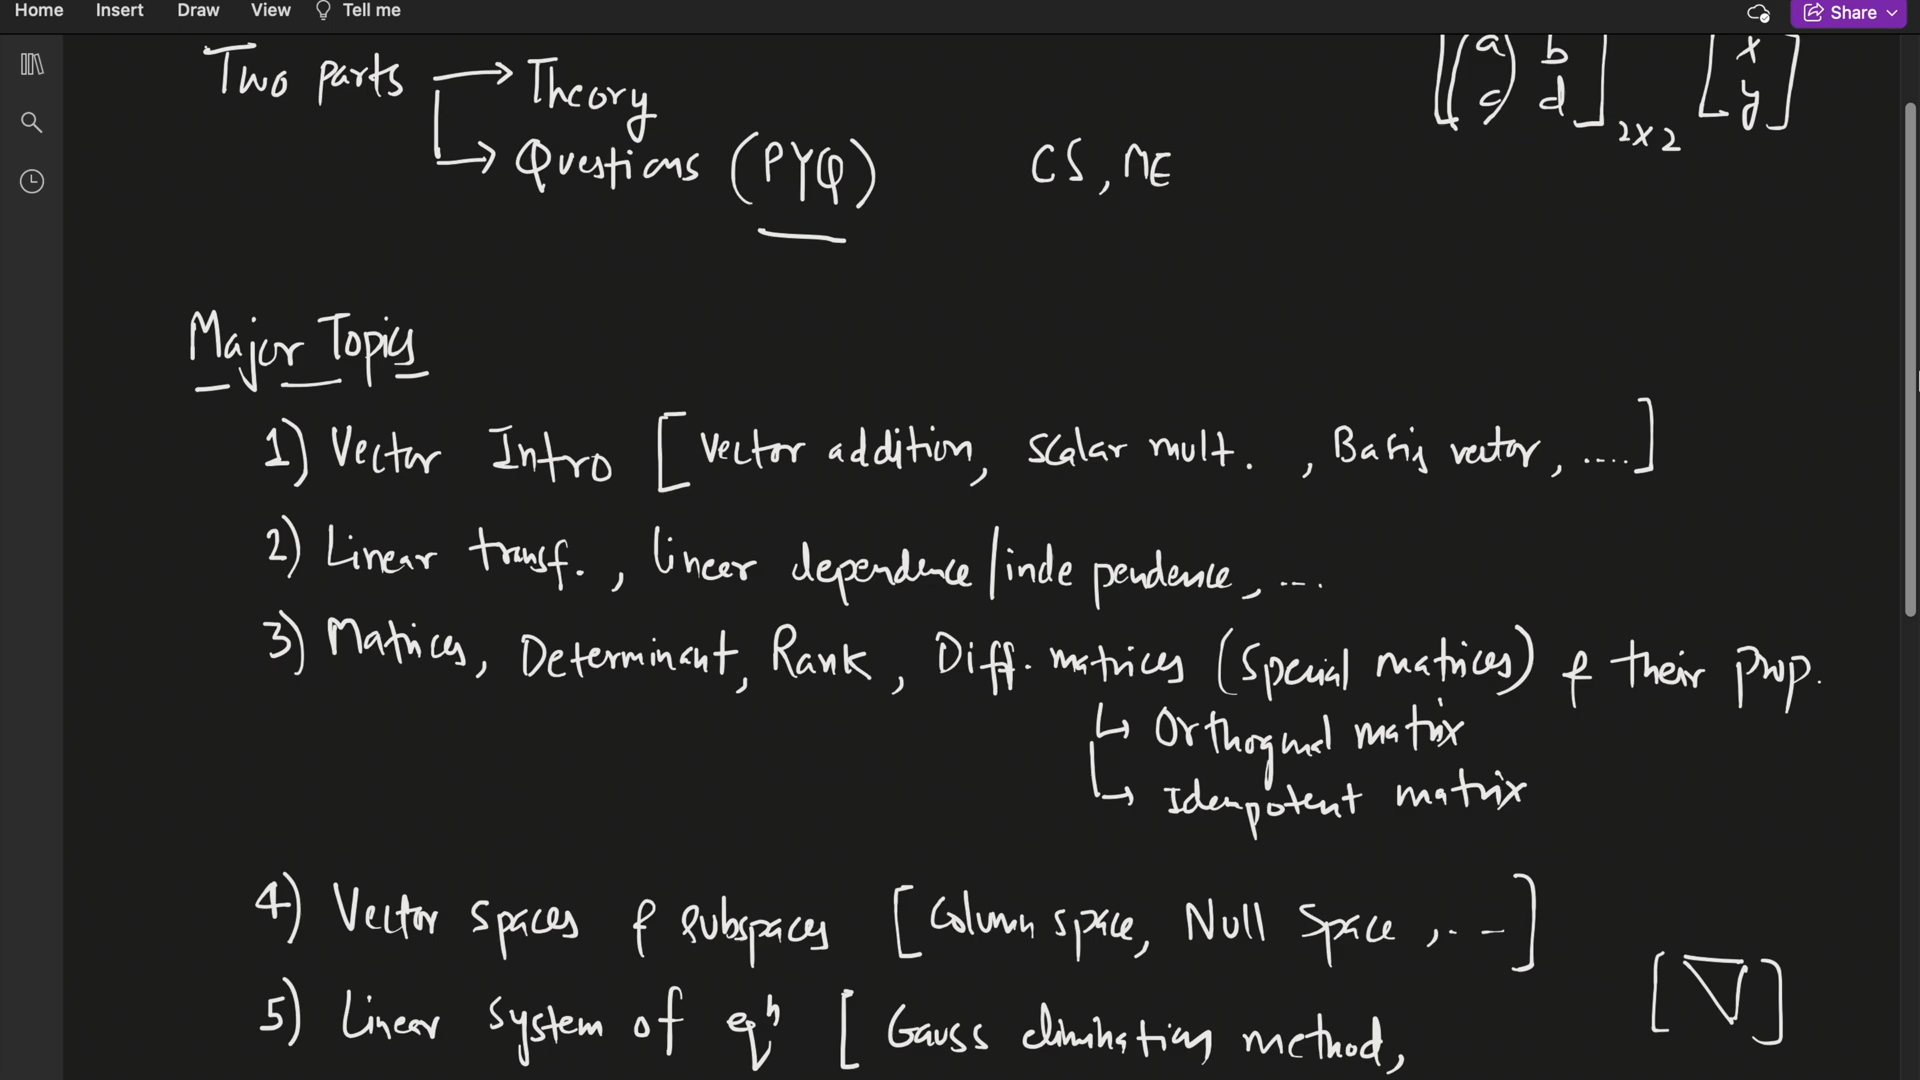 Home Insert Draw View Tell me Share
Two parts → Theory
→ Questions (PYQ) CS, ME
[a b
c d]2x2 [x
y]
Major Topics
1) Vector Intro [Vector addition, Scalar mult. , Basis vector, ....]
2) Linear transf. , linear dependence/independence, ...
3) Matrices, Determinant, Rank, Diff. matrices (Special matrices) & their prop.
↳ Orthogonal matrix
↳ Idempotent matrix
4) Vector spaces & subspaces [Column space, Null Space, ...]
5) Linear system of eqⁿ [Gauss elimination method,
[▽]